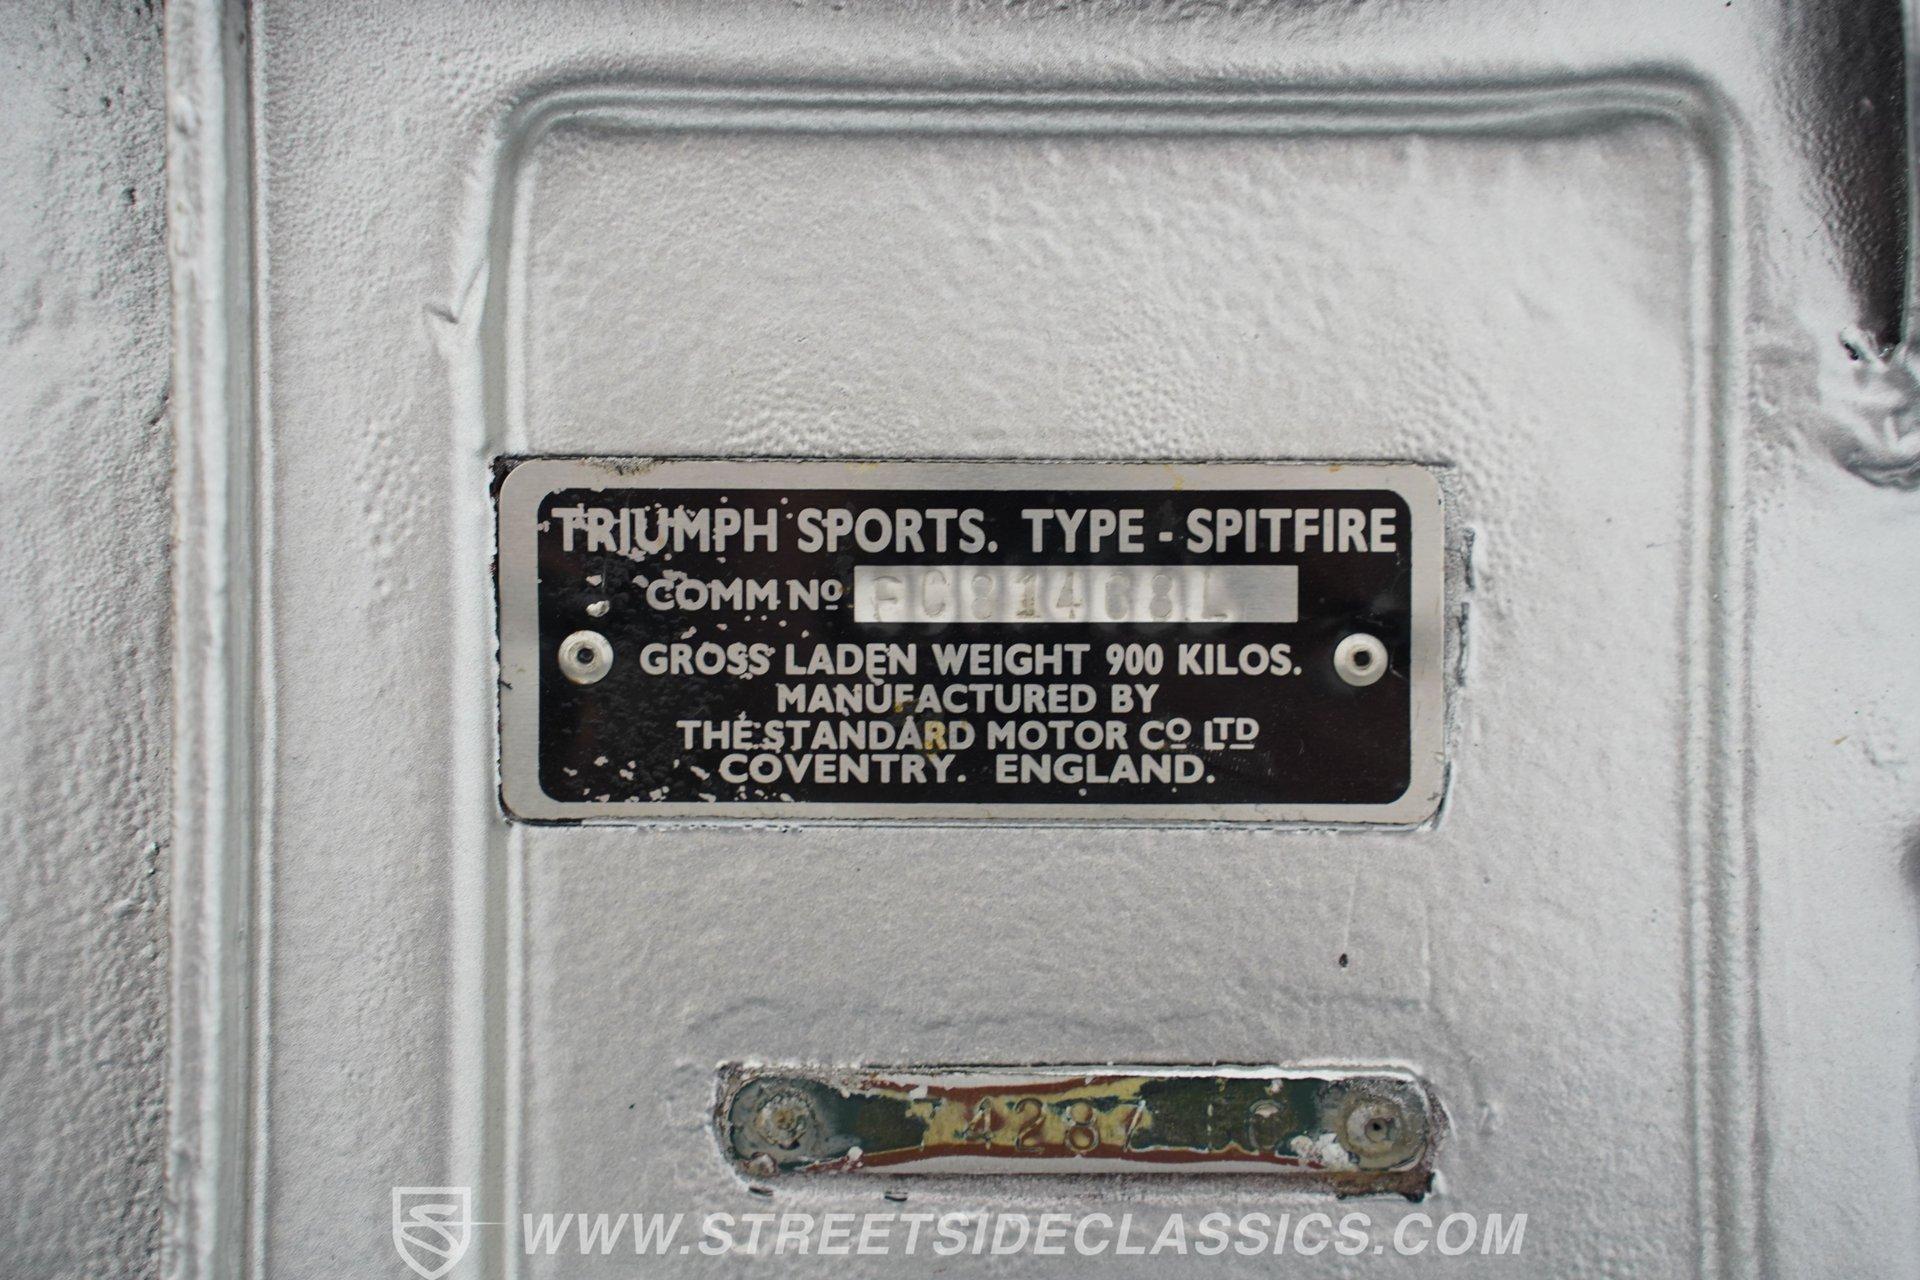 TRIUMPH SPORTS. TYPE - SPITFIRE
COMM Nº FC81408L
GROSS LADEN WEIGHT 900 KILOS.
MANUFACTURED BY
THE STANDARD MOTOR Cº LTD
COVENTRY. ENGLAND.
WWW.STREETSIDECLASSICS.COM